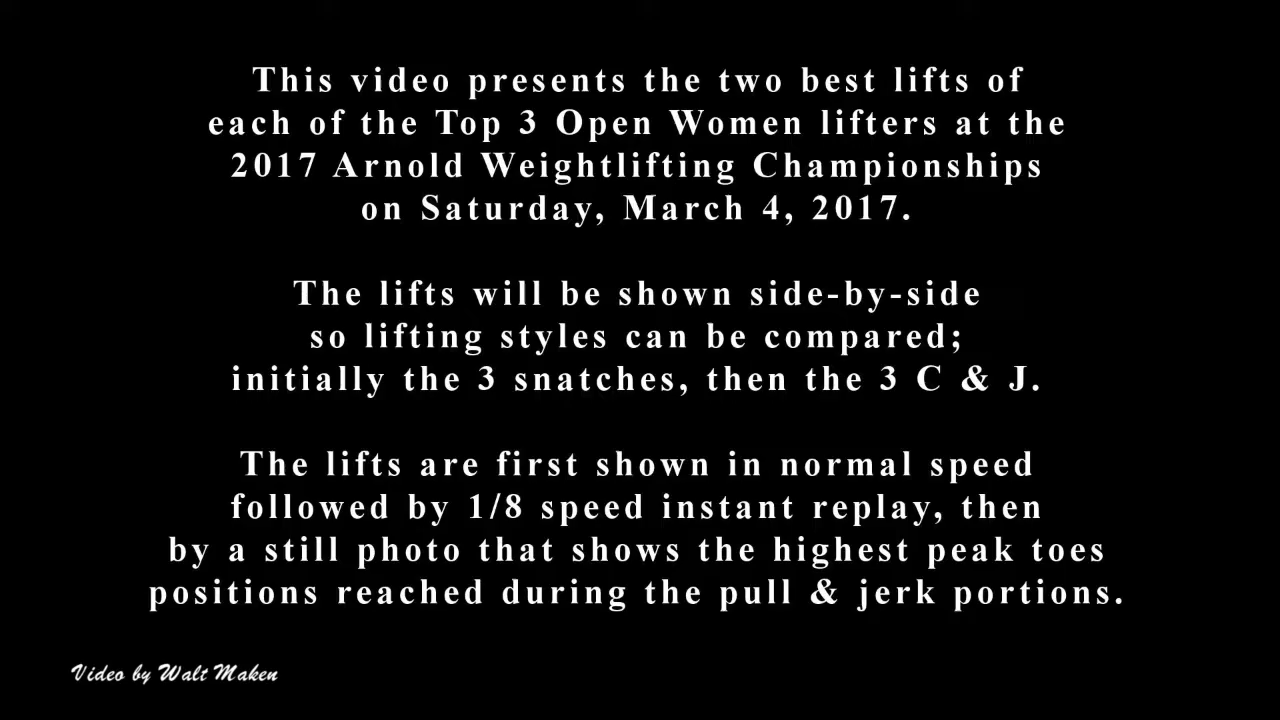 This video presents the two best lifts of
each of the Top 3 Open Women lifters at the
2017 Arnold Weightlifting Championships
on Saturday, March 4, 2017.
The lifts will be shown side-by-side
so lifting styles can be compared;
initially the 3 snatches, then the 3 C & J.
The lifts are first shown in normal speed
followed by 1/8 speed instant replay, then
by a still photo that shows the highest peak toes
positions reached during the pull & jerk portions.
Video by Walt Maken